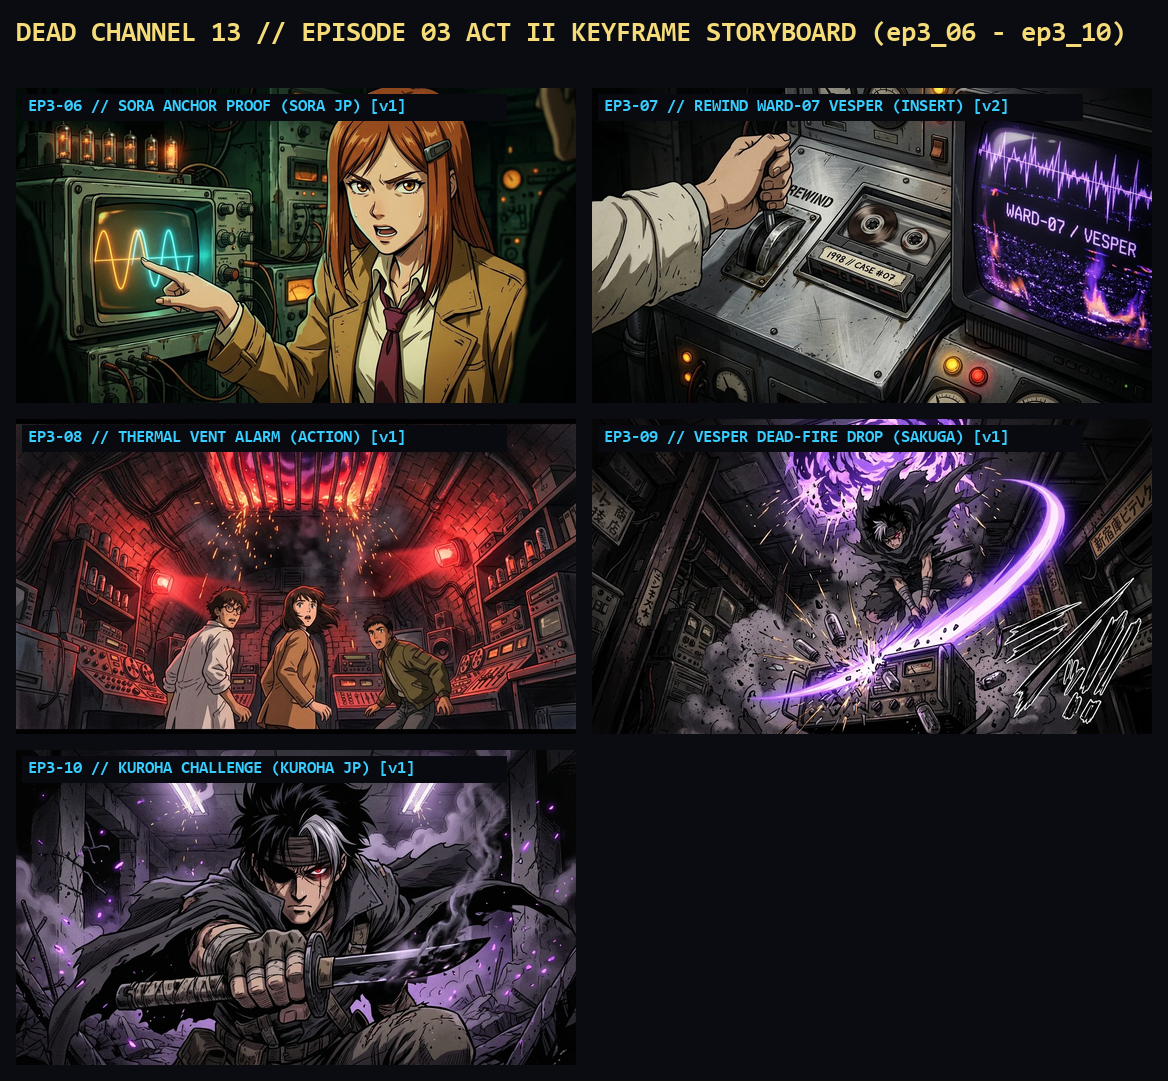 DEAD CHANNEL 13 // EPISODE 03 ACT II KEYFRAME STORYBOARD (ep3_06 - ep3_10)
EP3-06 // SORA ANCHOR PROOF (SORA JP) [v1]
EP3-07 // REWIND WARD-07 VESPER (INSERT) [v2]
REWIND
1998 // CASE #07
WARD-07 / VESPER
EP3-08 // THERMAL VENT ALARM (ACTION) [v1]
EP3-09 // VESPER DEAD-FIRE DROP (SAKUGA) [v1]
EP3-10 // KUROHA CHALLENGE (KUROHA JP) [v1]